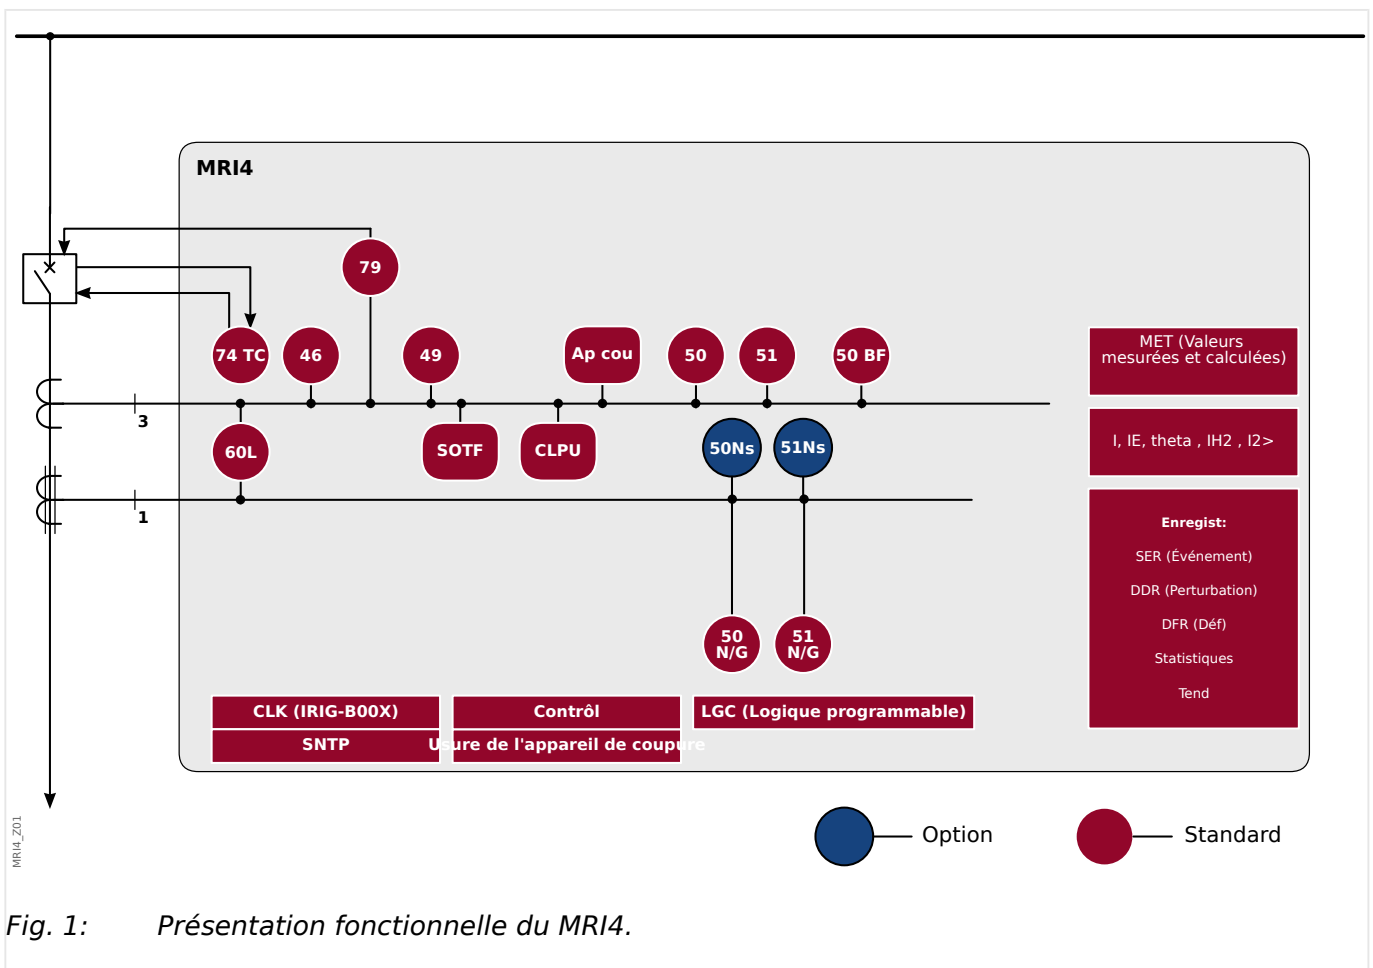 MRI4
79
74 TC
46
49
Ap cou
50
51
50 BF
MET (Valeurs
mesurées et calculées)
3
60L
SOTF
CLPU
50Ns
51Ns
I, IE, theta , IH2 , I2>
1
Enregist:
SER (Événement)
DDR (Perturbation)
DFR (Déf)
Statistiques
Tend
50
N/G
51
N/G
CLK (IRIG-B00X)
Contrôl
LGC (Logique programmable)
SNTP
Usure de l'appareil de coupure
MRI4_Z01
Option
Standard
Fig. 1: Présentation fonctionnelle du MRI4.